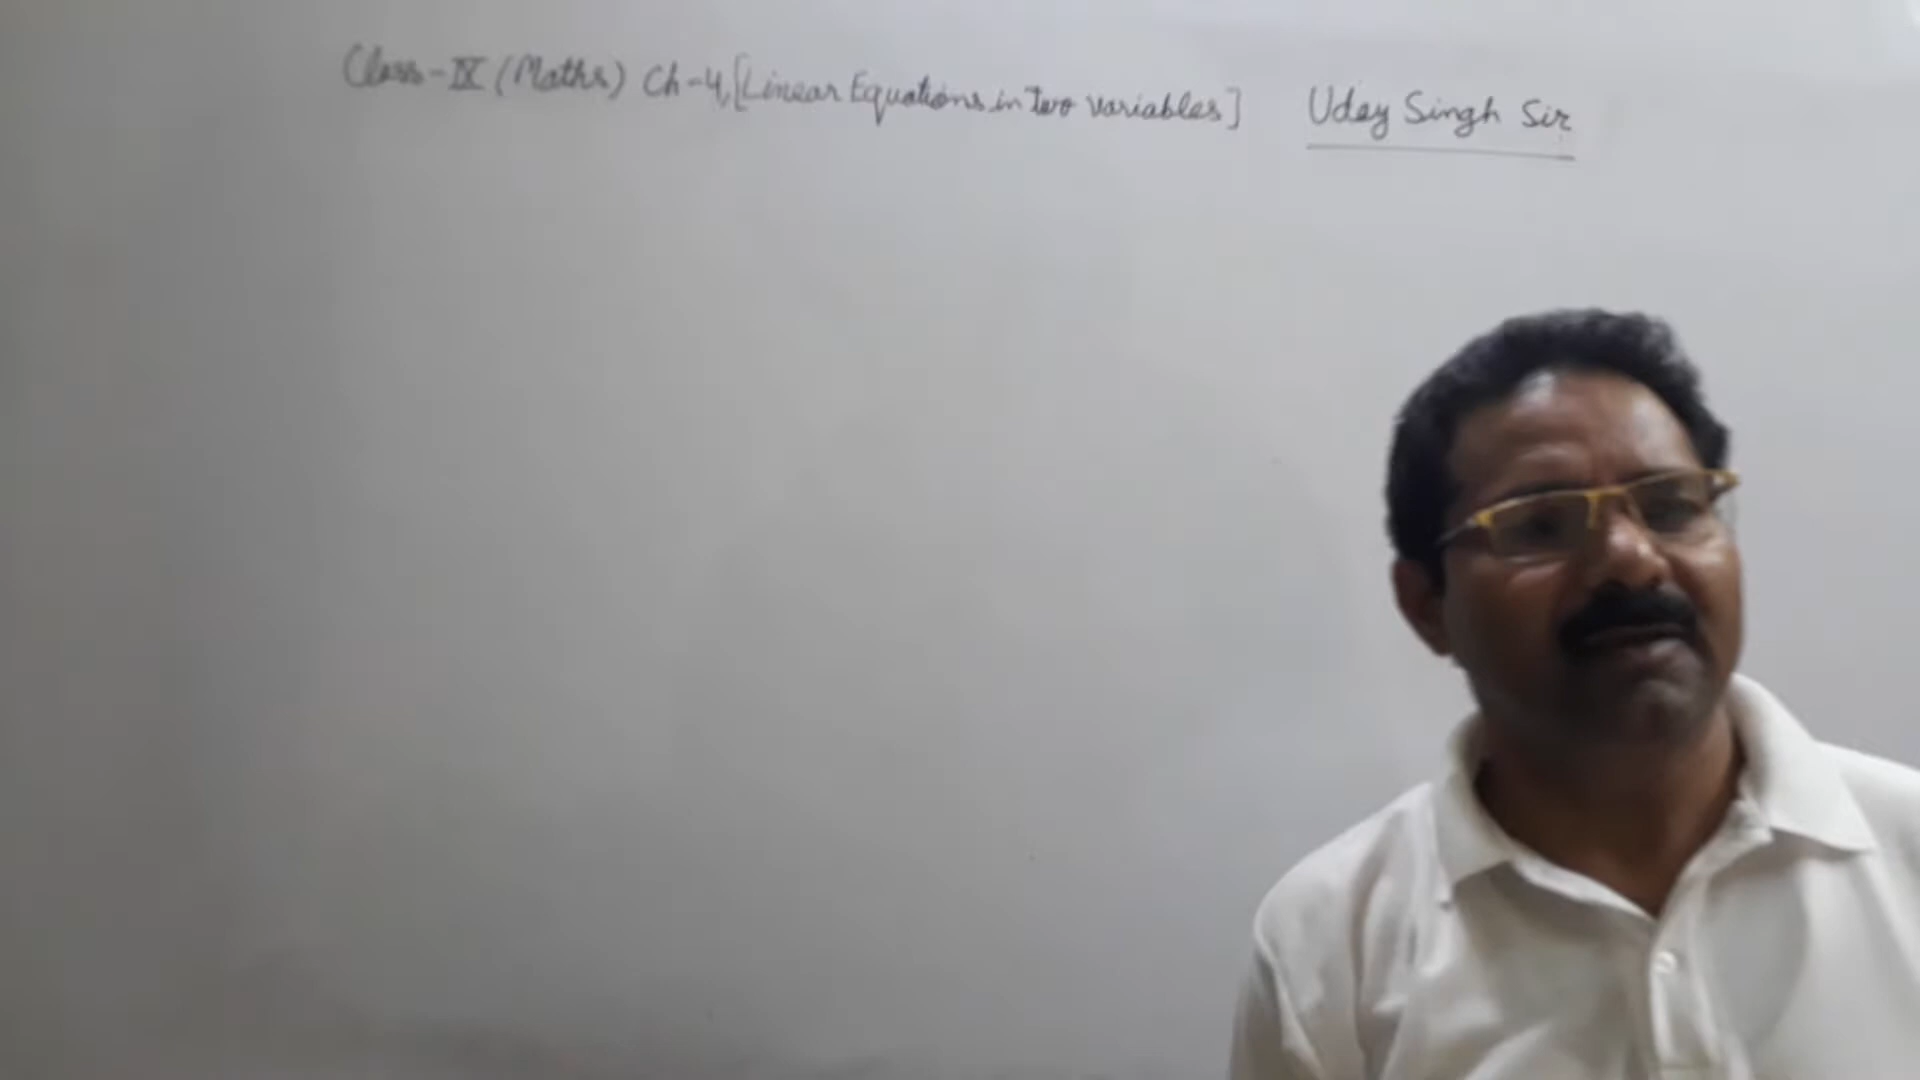 Class-IX (Maths) Ch-4, [Linear Equations in two variables] Uday Singh Sir